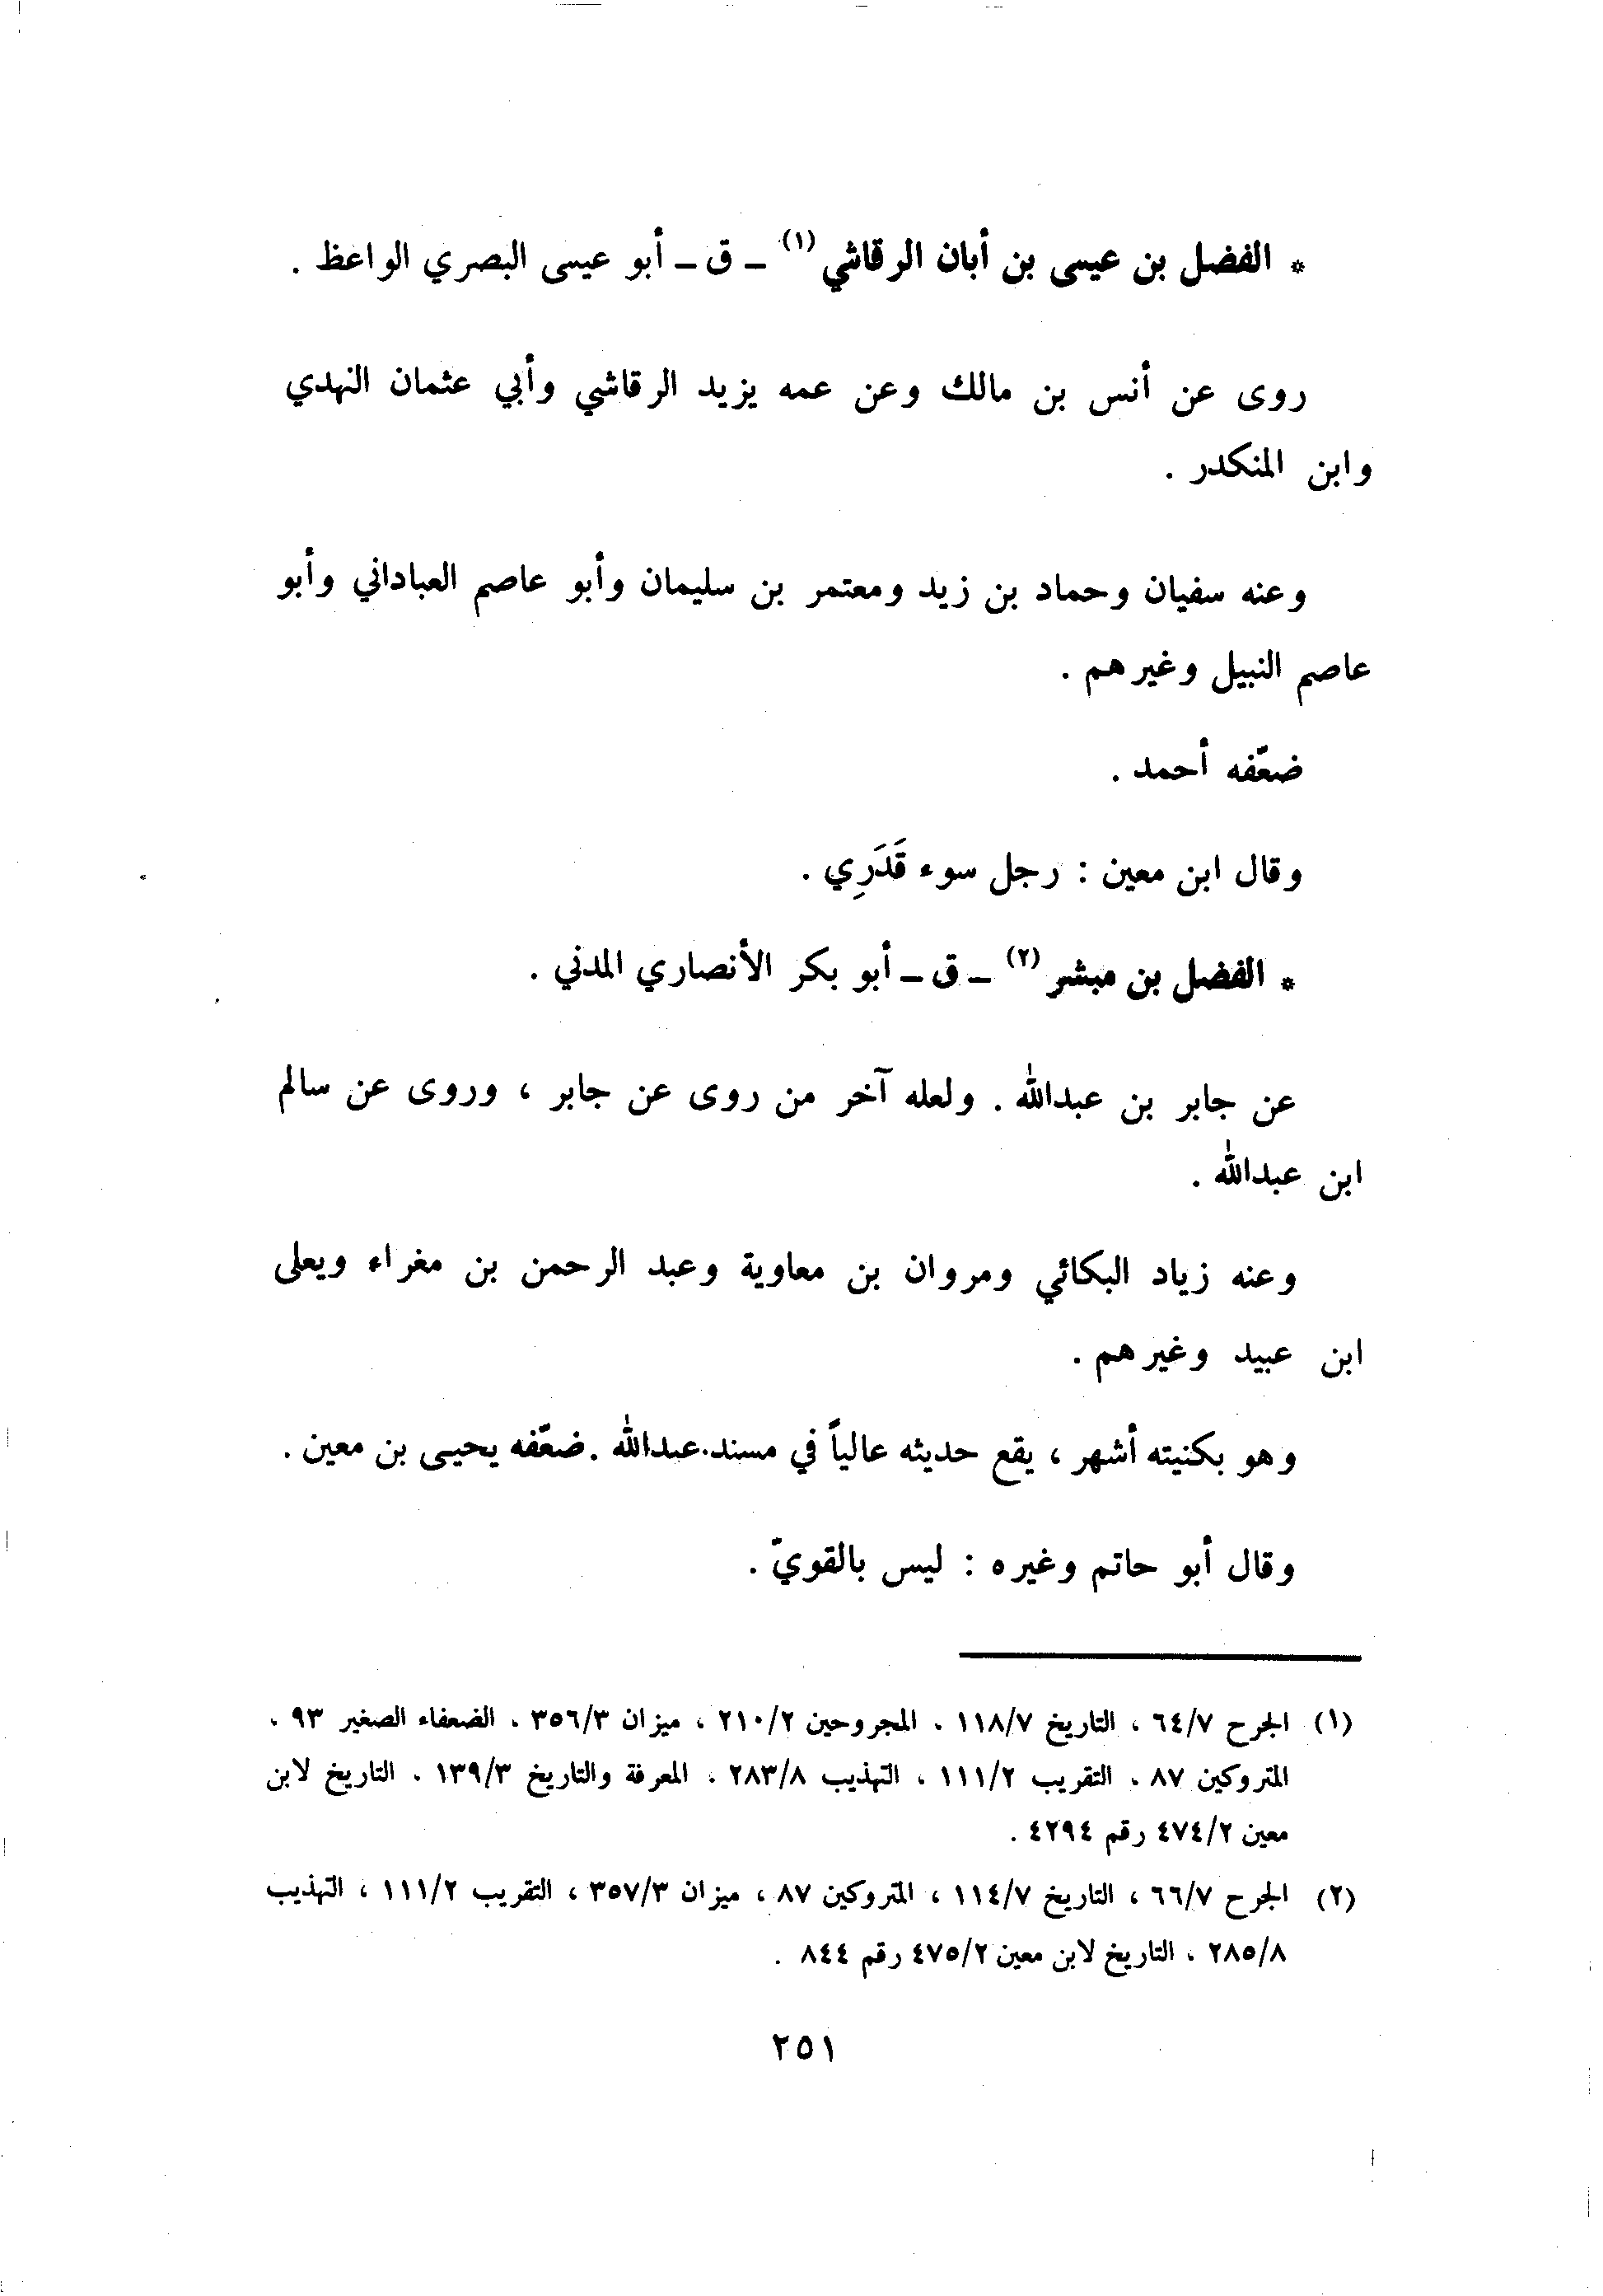 * الفضل بن عيسى بن أبان الرقاشي (١) ـ ق ـ أبو عيسى البصري الواعظ .
روى عن أنس بن مالك وعن عمه يزيد الرقاشي وأبي عثمان النهدي
وابن المنكدر .
وعنه سفيان وحماد بن زيد ومعتمر بن سليمان وأبو عاصم العباداني وأبو
عاصم النبيل وغيرهم .
ضعّفه أحمد .
وقال ابن معين : رجل سوء قَدَرِي .
* الفضل بن مبشر (٢) ـ ق ـ أبو بكر الأنصاري المدني .
عن جابر بن عبدالله . ولعله آخر من روى عن جابر ، وروى عن سالم
ابن عبدالله .
وعنه زياد البكائي ومروان بن معاوية وعبد الرحمن بن مغراء ويعلى
ابن عبيد وغيرهم .
وهو بكنيته أشهر ، يقع حديثه عالياً في مسند عبدالله . ضعّفه يحيى بن معين .
وقال أبو حاتم وغيره : ليس بالقويّ .
(١) الجرح ٦٤/٧ ، التاريخ ١١٨/٧ . المجروحين ٢١٠/٢ ، ميزان ٣٥٦/٣ . الضعفاء الصغير ٩٣ .
المتروكين ٨٧ . التقريب ١١١/٢ ، التهذيب ٢٨٣/٨ . المعرفة والتاريخ ١٣٩/٣ . التاريخ لابن
معين ٤٧٤/٢ رقم ٤٢٩٤ .
(٢) الجرح ٦٦/٧ ، التاريخ ١١٤/٧ ، المتروكين ٨٧ ، ميزان ٣٥٧/٣ ، التقريب ١١١/٢ ، التهذيب
٢٨٥/٨ ، التاريخ لابن معين ٤٧٥/٢ رقم ٨٤٤ .
٢٥١